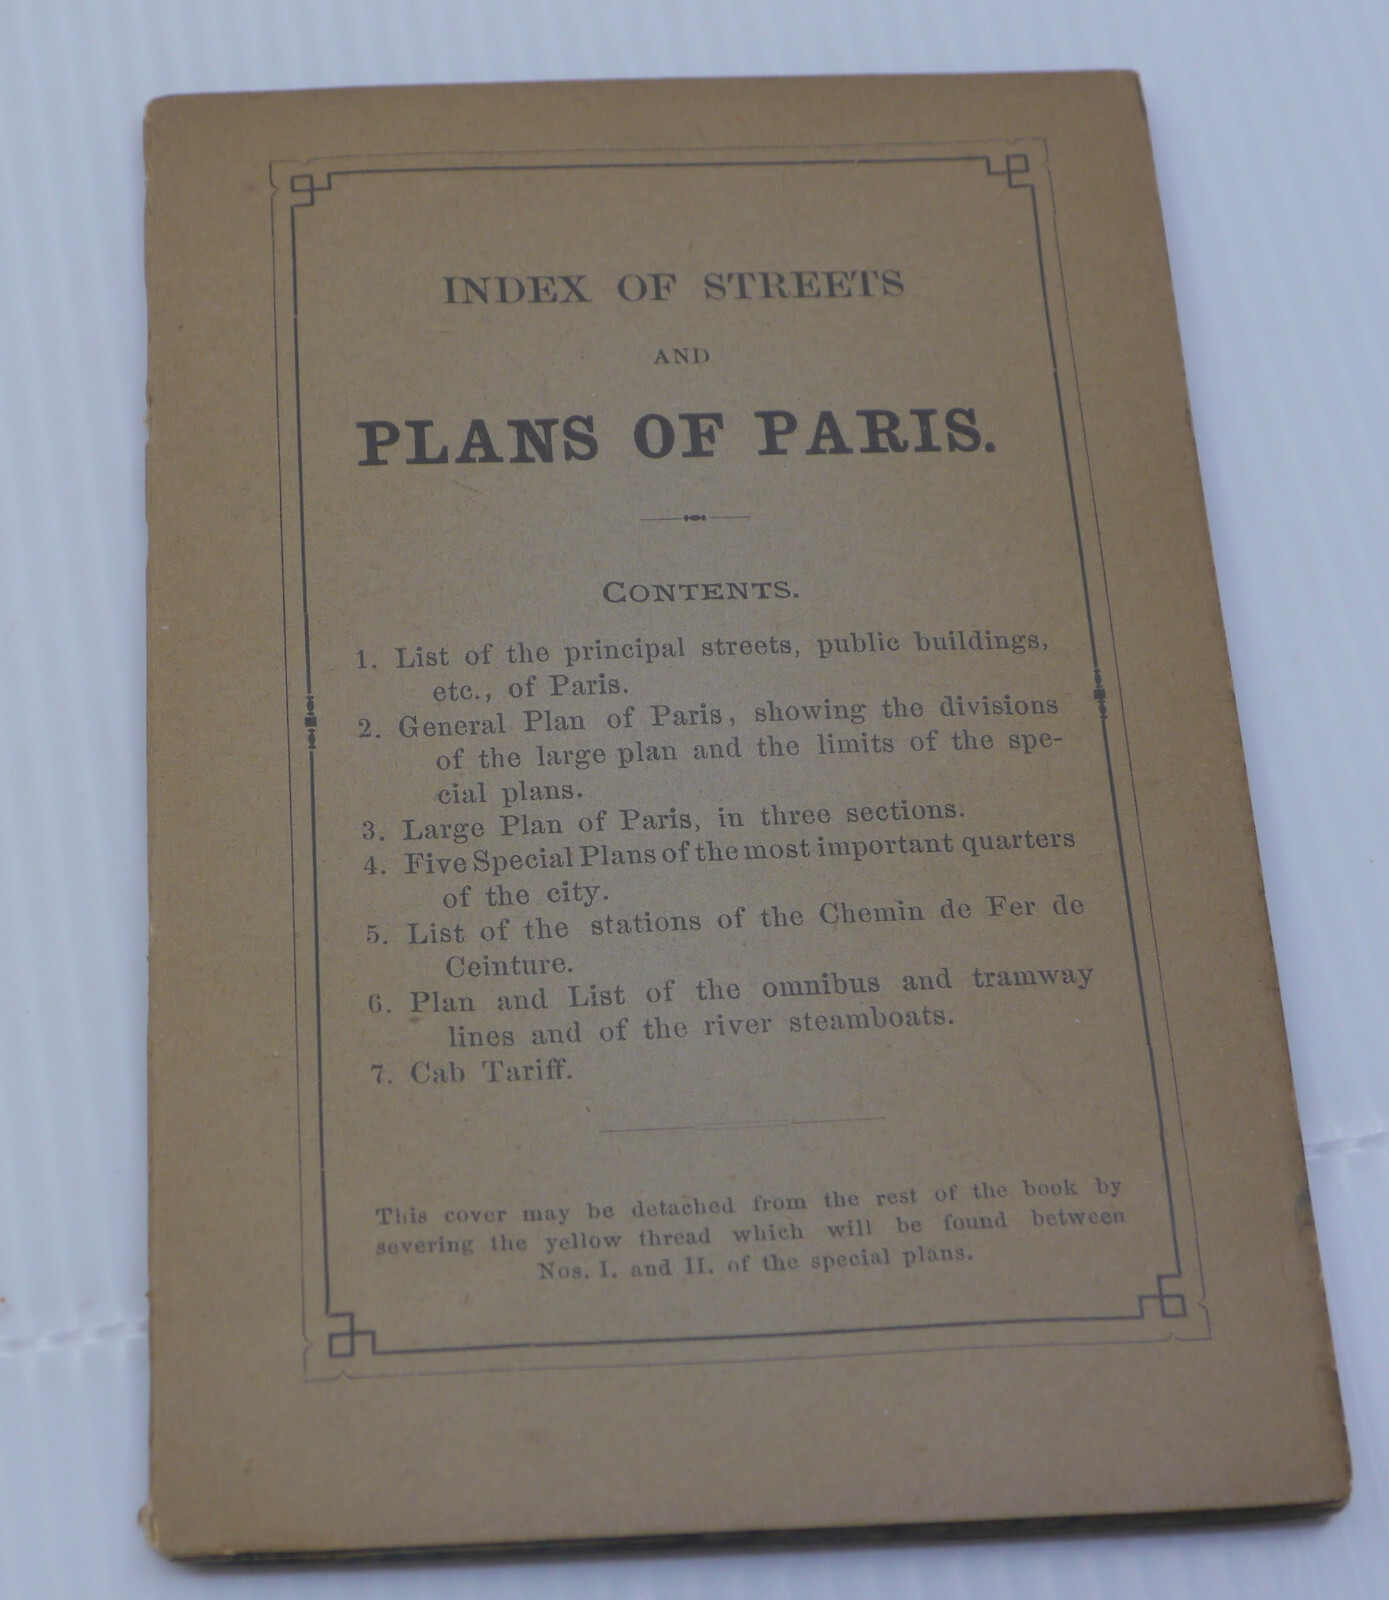 INDEX OF STREETS
AND
PLANS OF PARIS.
CONTENTS.
1. List of the principal streets, public buildings,
etc., of Paris.
2. General Plan of Paris, showing the divisions
of the large plan and the limits of the spe-
cial plans.
3. Large Plan of Paris, in three sections.
4. Five Special Plans of the most important quarters
of the city.
5. List of the stations of the Chemin de Fer de
Ceinture.
6. Plan and List of the omnibus and tramway
lines and of the river steamboats.
7. Cab Tariff.
This cover may be detached from the rest of the book by
severing the yellow thread which will be found between
Nos. I. and II. of the special plans.